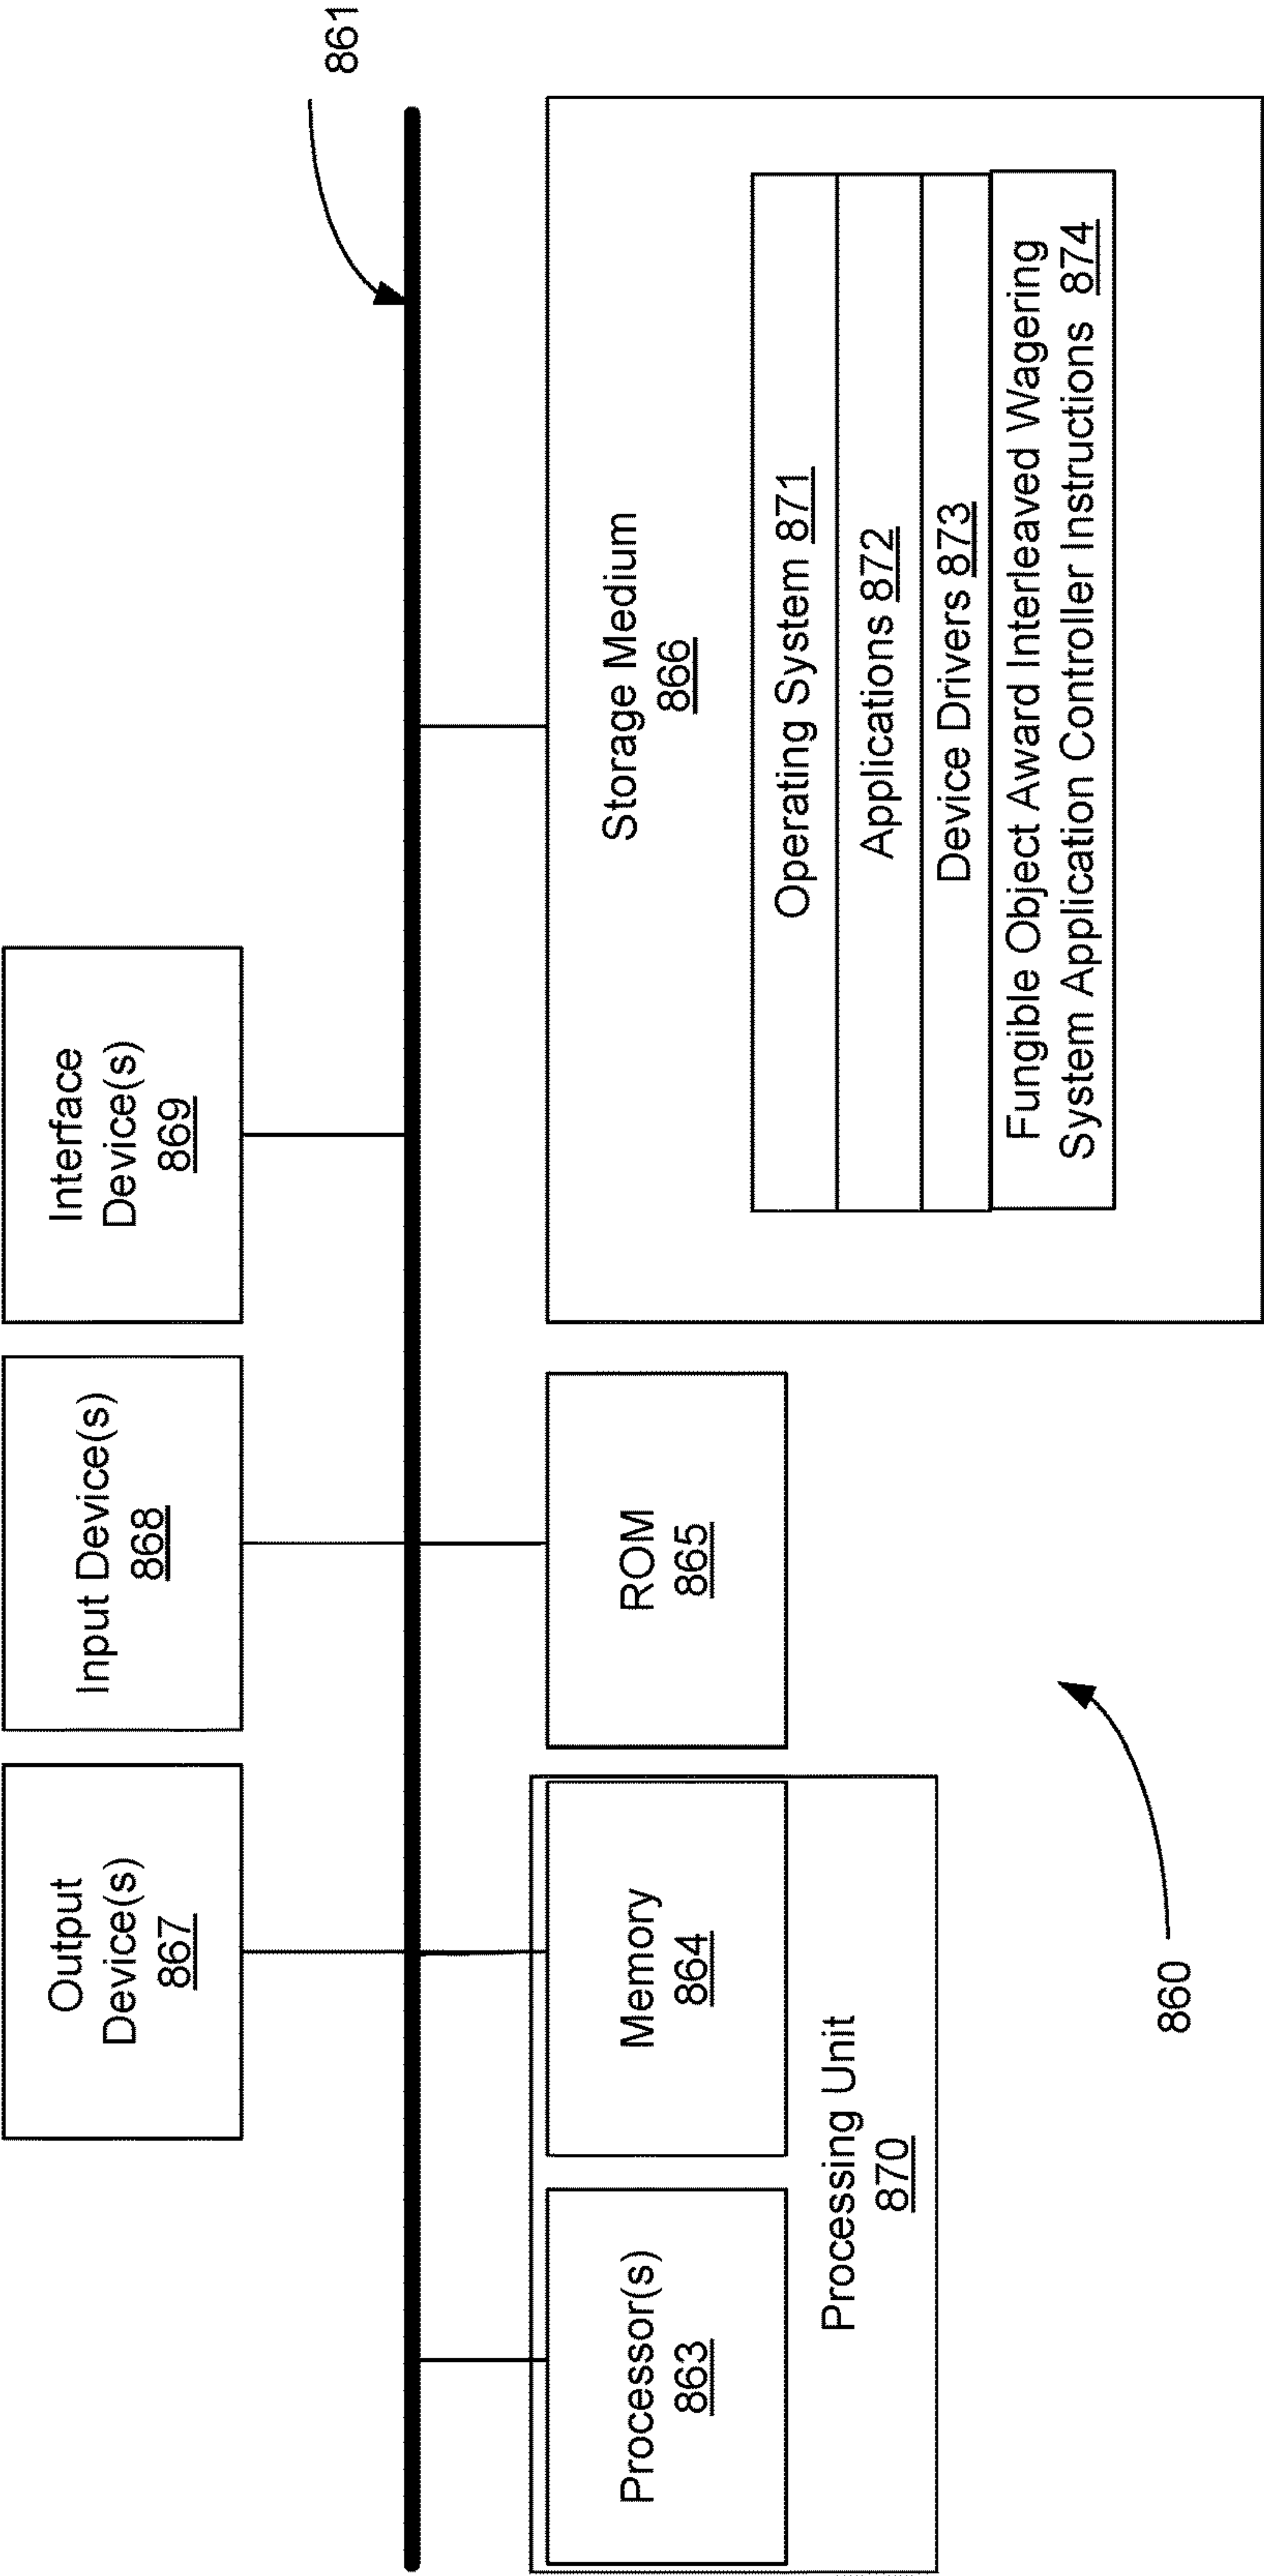 Output
Device(s)
867
Input Device(s)
868
Interface
Device(s)
869
861
Processor(s)
863
Memory
864
Processing Unit
870
ROM
865
Storage Medium
866
Operating System 871
Applications 872
Device Drivers 873
Fungible Object Award Interleaved Wagering
System Application Controller Instructions 874
860